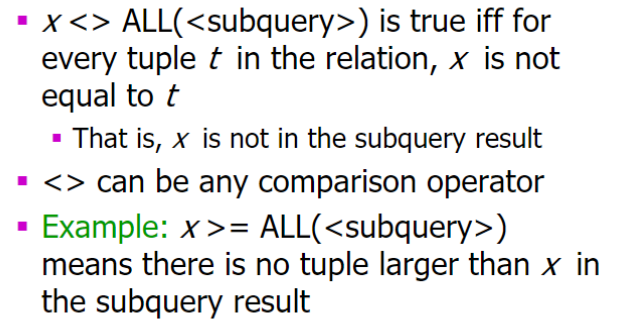 ▪ x <> ALL(<subquery>) is true iff for
every tuple t in the relation, x is not
equal to t
▪ That is, x is not in the subquery result
▪ <> can be any comparison operator
▪ Example: x >= ALL(<subquery>)
means there is no tuple larger than x in
the subquery result